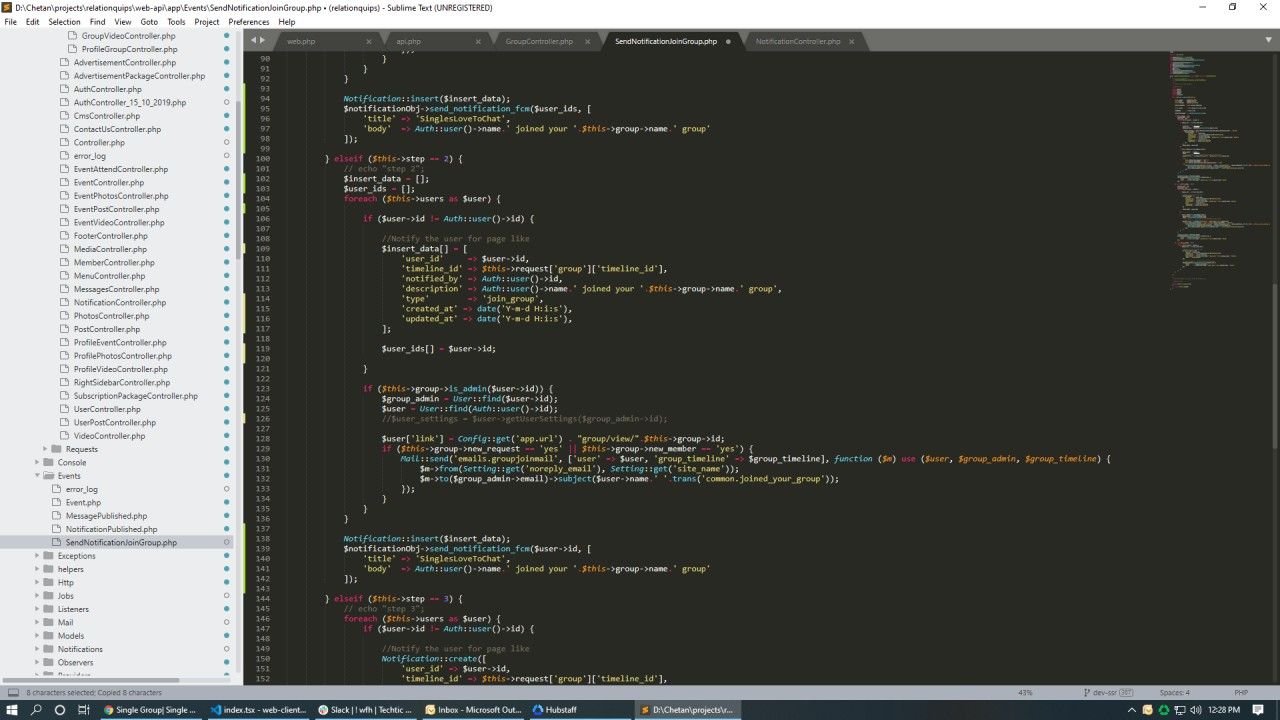 D:\Chetan\projects\relationquips\web-api\app\Events\SendNotificationJoinGroup.php • (relationquips) - Sublime Text (UNREGISTERED)
File Edit Selection Find View Goto Tools Project Preferences Help
GroupVideoController.php
ProfileGroupController.php
AdvertisementController.php
AdvertisementPackageController.php
AuthController.php
AuthController_15_10_2019.php
CmsController.php
ContactUsController.php
Controller.php
error_log
EventAttendController.php
EventController.php
EventPhotosController.php
EventPostController.php
EventVideoController.php
FooterController.php
MediaController.php
MemberController.php
MenuController.php
MessagesController.php
NotificationController.php
PhotosController.php
PostController.php
ProfileEventController.php
ProfilePhotosController.php
ProfileVideoController.php
RightSidebarController.php
SubscriptionPackageController.php
UserController.php
UserPostController.php
VideoController.php
Requests
Console
Events
error_log
Event.php
MessagePublished.php
NotificationPublished.php
SendNotificationJoinGroup.php
Exceptions
helpers
Http
Jobs
Listeners
Mail
Models
Notifications
Observers
web.php × api.php × GroupController.php × SendNotificationJoinGroup.php • NotificationController.php ×
90 }
91 }
92 }
93
94 Notification::insert($insert_data);
95 $notificationObj->send_notification_fcm($user_ids, [
96 'title' => 'SinglesLoveToChat',
97 'body' => Auth::user()->name.' joined your '.$this->group->name.' group'
98 ]);
99
100 } elseif ($this->step == 2) {
101 // echo "step 2";
102 $insert_data = [];
103 $user_ids = [];
104 foreach ($this->users as $user) {
105
106 if ($user->id != Auth::user()->id) {
107
108 //Notify the user for page like
109 $insert_data[] = [
110 'user_id' => $user->id,
111 'timeline_id' => $this->request['group']['timeline_id'],
112 'notified_by' => Auth::user()->id,
113 'description' => Auth::user()->name.' joined your '.$this->group->name.' group',
114 'type' => 'join_group',
115 'created_at' => date('Y-m-d H:i:s'),
116 'updated_at' => date('Y-m-d H:i:s'),
117 ];
118
119 $user_ids[] = $user->id;
120
121 }
122
123 if ($this->group->is_admin($user->id)) {
124 $group_admin = User::find($user->id);
125 $user = User::find(Auth::user()->id);
126 //$user_settings = $user->getUserSettings($group_admin->id);
127
128 $user['link'] = Config::get('app.url') . "group/view/".$this->group->id;
129 if ($this->group->new_request == 'yes' || $this->group->new_member == 'yes') {
130 Mail::send('emails.groupjoinmail', ['user' => $user, 'group_timeline' => $group_timeline], function ($m) use ($user, $group_admin, $group_timeline) {
131 $m->from(Setting::get('noreply_email'), Setting::get('site_name'));
132 $m->to($group_admin->email)->subject($user->name.' '.trans('common.joined_your_group'));
133 });
134 }
135 }
136 }
137
138 Notification::insert($insert_data);
139 $notificationObj->send_notification_fcm($user->id, [
140 'title' => 'SinglesLoveToChat',
141 'body' => Auth::user()->name.' joined your '.$this->group->name.' group'
142 ]);
143
144 } elseif ($this->step == 3) {
145 // echo "step 3";
146 foreach ($this->users as $user) {
147 if ($user->id != Auth::user()->id) {
148
149 //Notify the user for page like
150 Notification::create([
151 'user_id' => $user->id,
152 'timeline_id' => $this->request['group']['timeline_id'],
8 characters selected; Copied 8 characters 43% dev-ssr Spaces: 4 PHP
Single Group| Single ... index.tsx - web-client... Slack | ! wfh | Techtic ... Inbox - Microsoft Out... Hubstaff D:\Chetan\projects\r... 12:28 PM